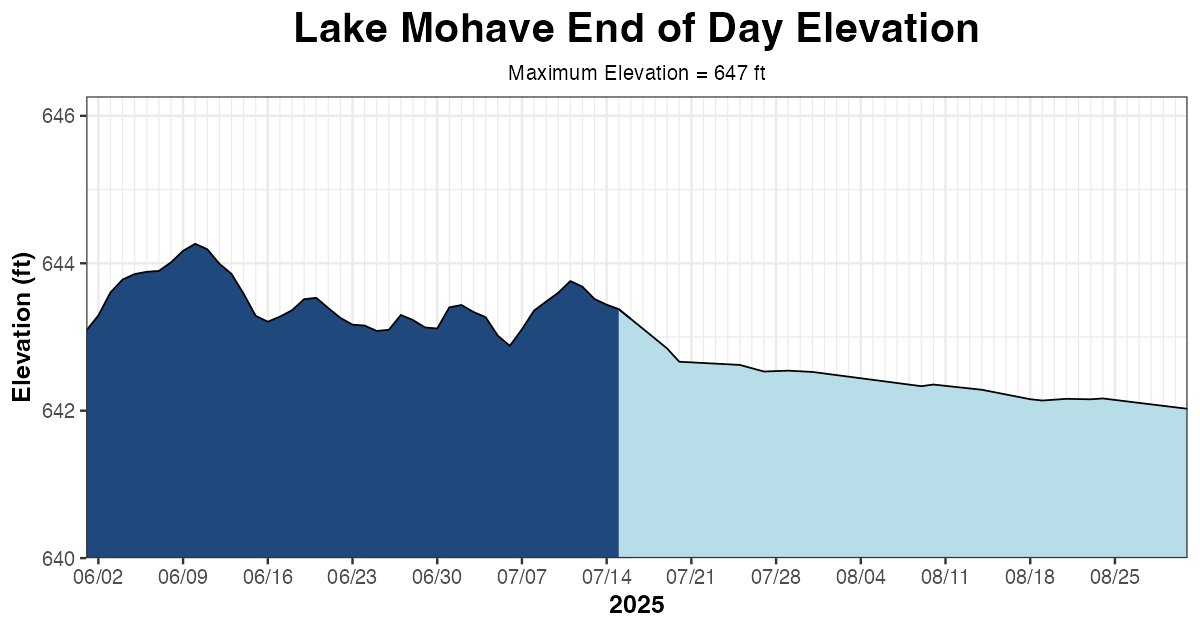 Lake Mohave End of Day Elevation
Maximum Elevation = 647 ft
Elevation (ft)
646
644
642
640
06/02 06/09 06/16 06/23 06/30 07/07 07/14 07/21 07/28 08/04 08/11 08/18 08/25
2025